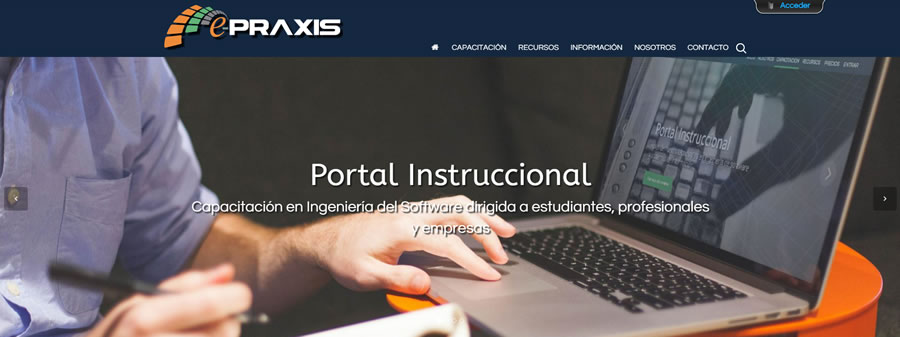 Acceder
e-PRAXIS
CAPACITACIÓN RECURSOS INFORMACIÓN NOSOTROS CONTACTO
Portal Instruccional
Capacitación en Ingeniería del Software dirigida a estudiantes, profesionales
y empresas
Portal Instruccional